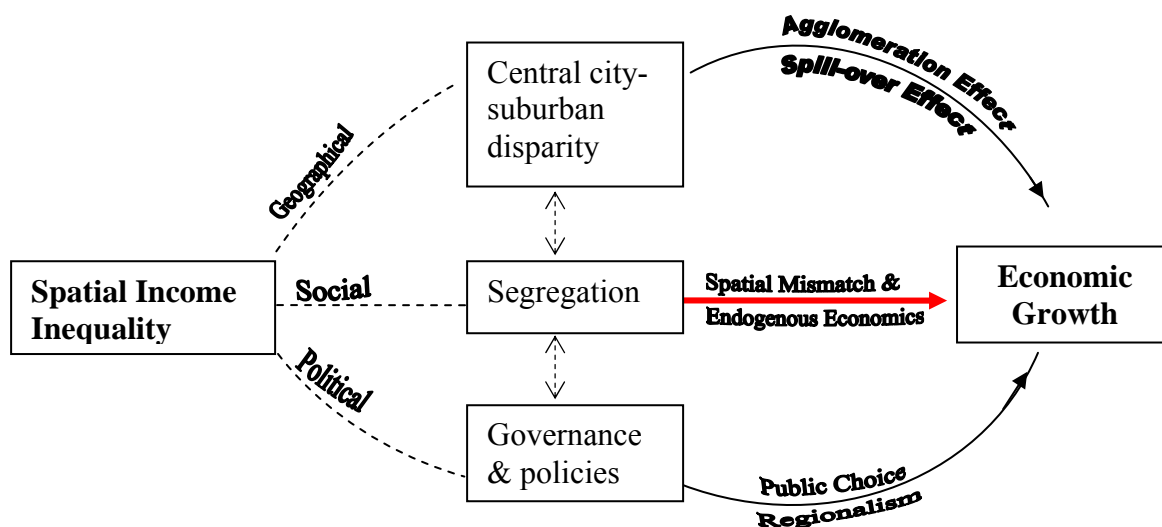 Agglomeration Effect
Spill-over Effect
Central city-
suburban
disparity
Geographical
Spatial Income
Inequality
Social
Segregation
Spatial Mismatch &
Endogenous Economics
Economic
Growth
Political
Governance
& policies
Public Choice
Regionalism